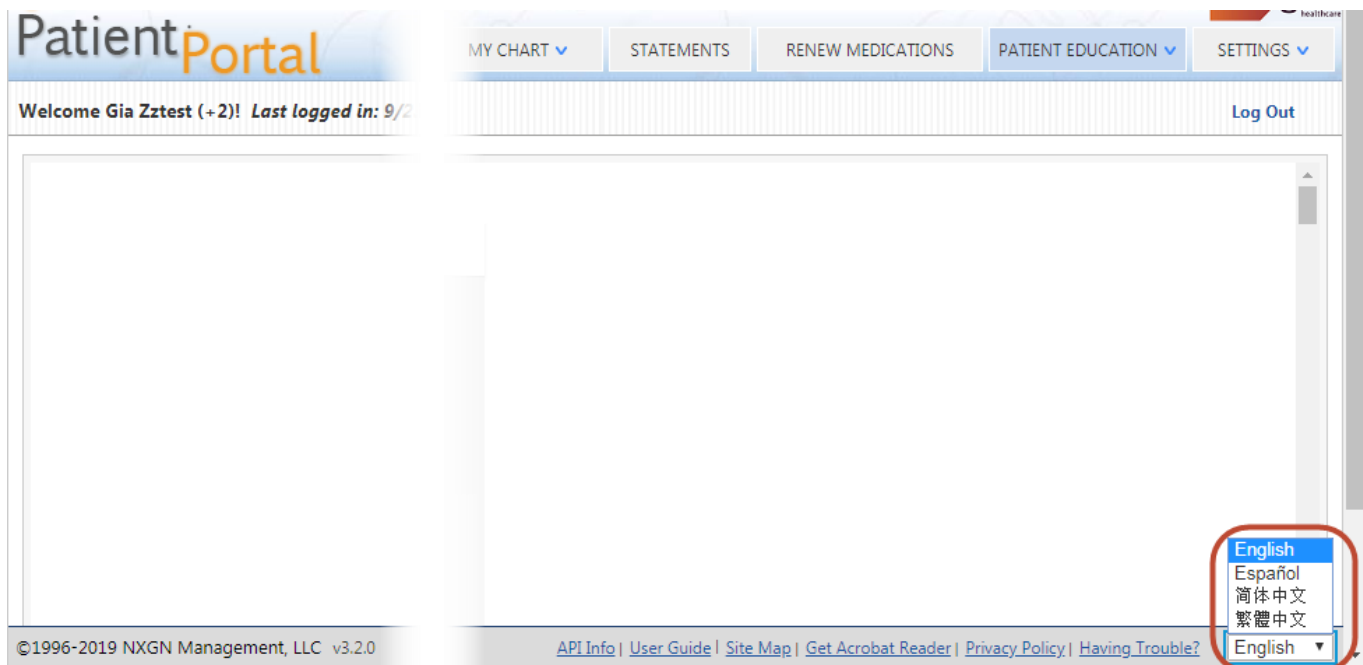 healthcare
PatientPortal
MY CHART STATEMENTS RENEW MEDICATIONS PATIENT EDUCATION SETTINGS
Welcome Gia Zztest (+2)! Last logged in: 9/2
Log Out
English
Español
简体中文
繁體中文
©1996-2019 NXGN Management, LLC v3.2.0
API Info | User Guide | Site Map | Get Acrobat Reader | Privacy Policy | Having Trouble? English